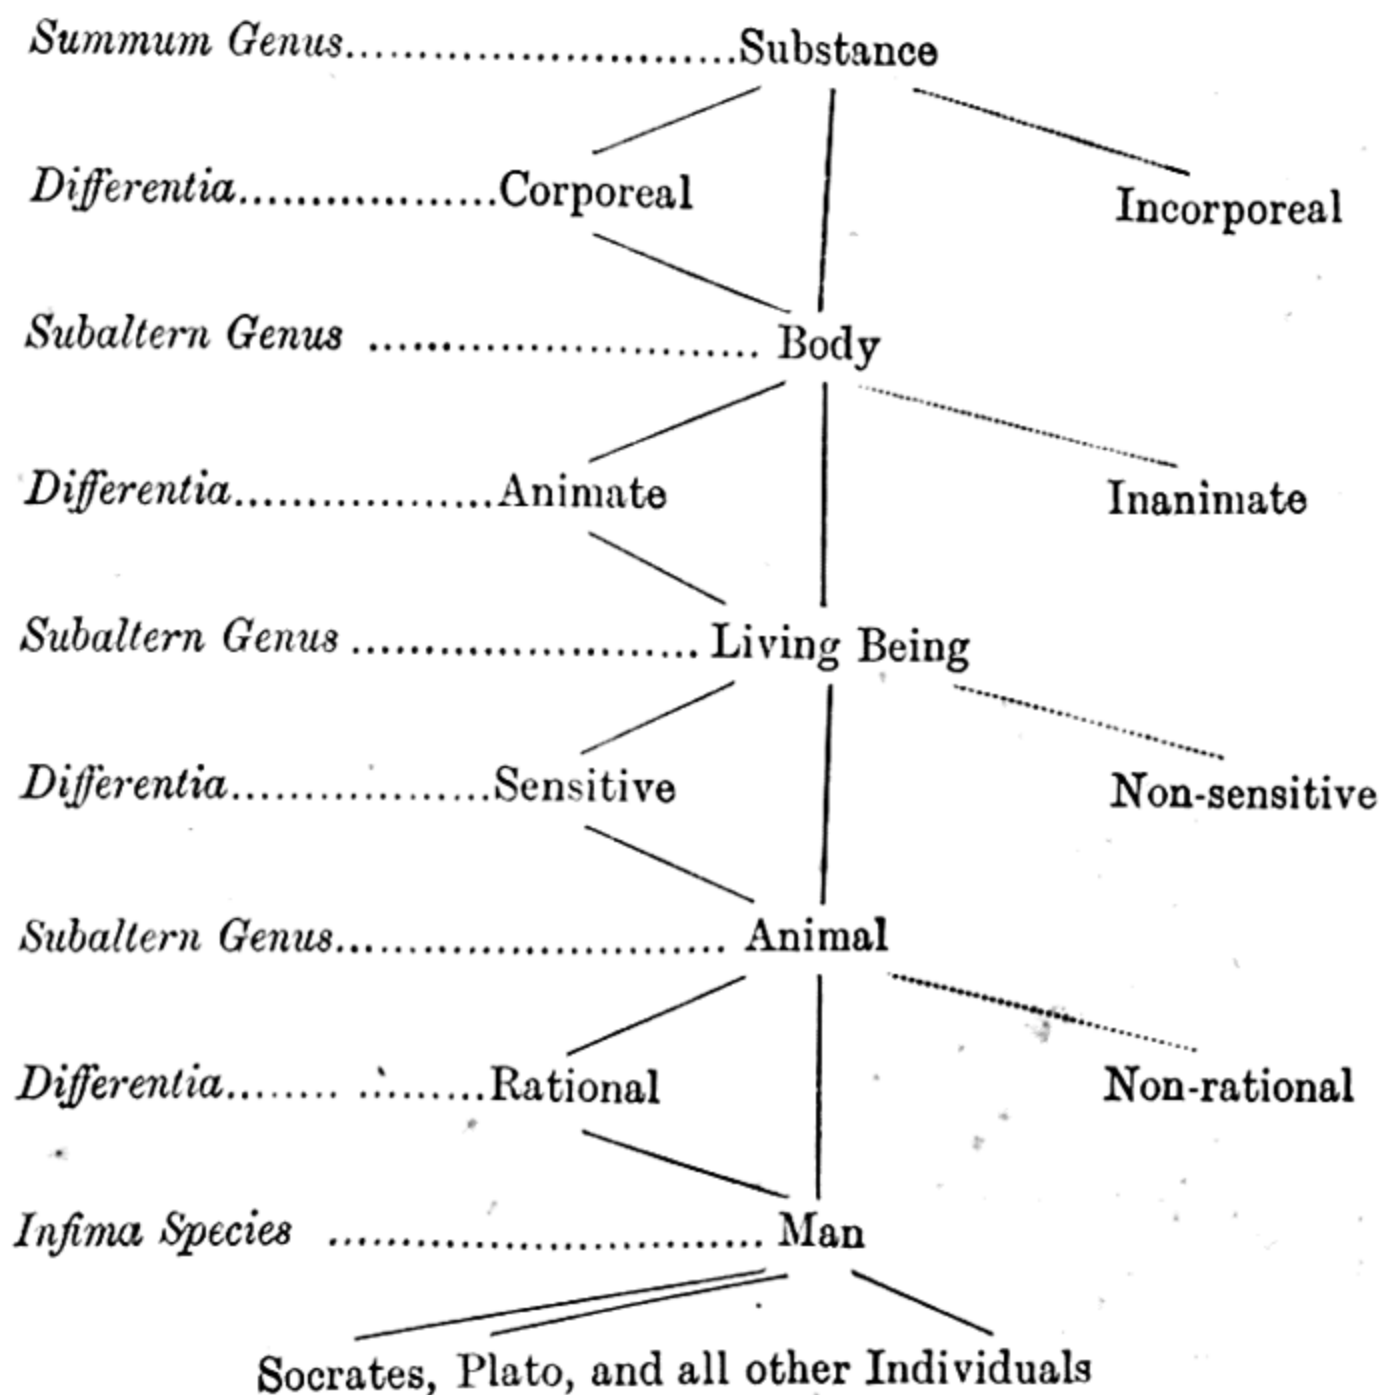 Summum Genus..........................Substance
Differentia..................Corporeal
Incorporeal
Subaltern Genus ........................... Body
Differentia..................Animate
Inanimate
Subaltern Genus ........................ Living Being
Differentia..................Sensitive
Non-sensitive
Subaltern Genus........................... Animal
Differentia........ .........Rational
Non-rational
Infima Species .............................. Man
Socrates, Plato, and all other Individuals